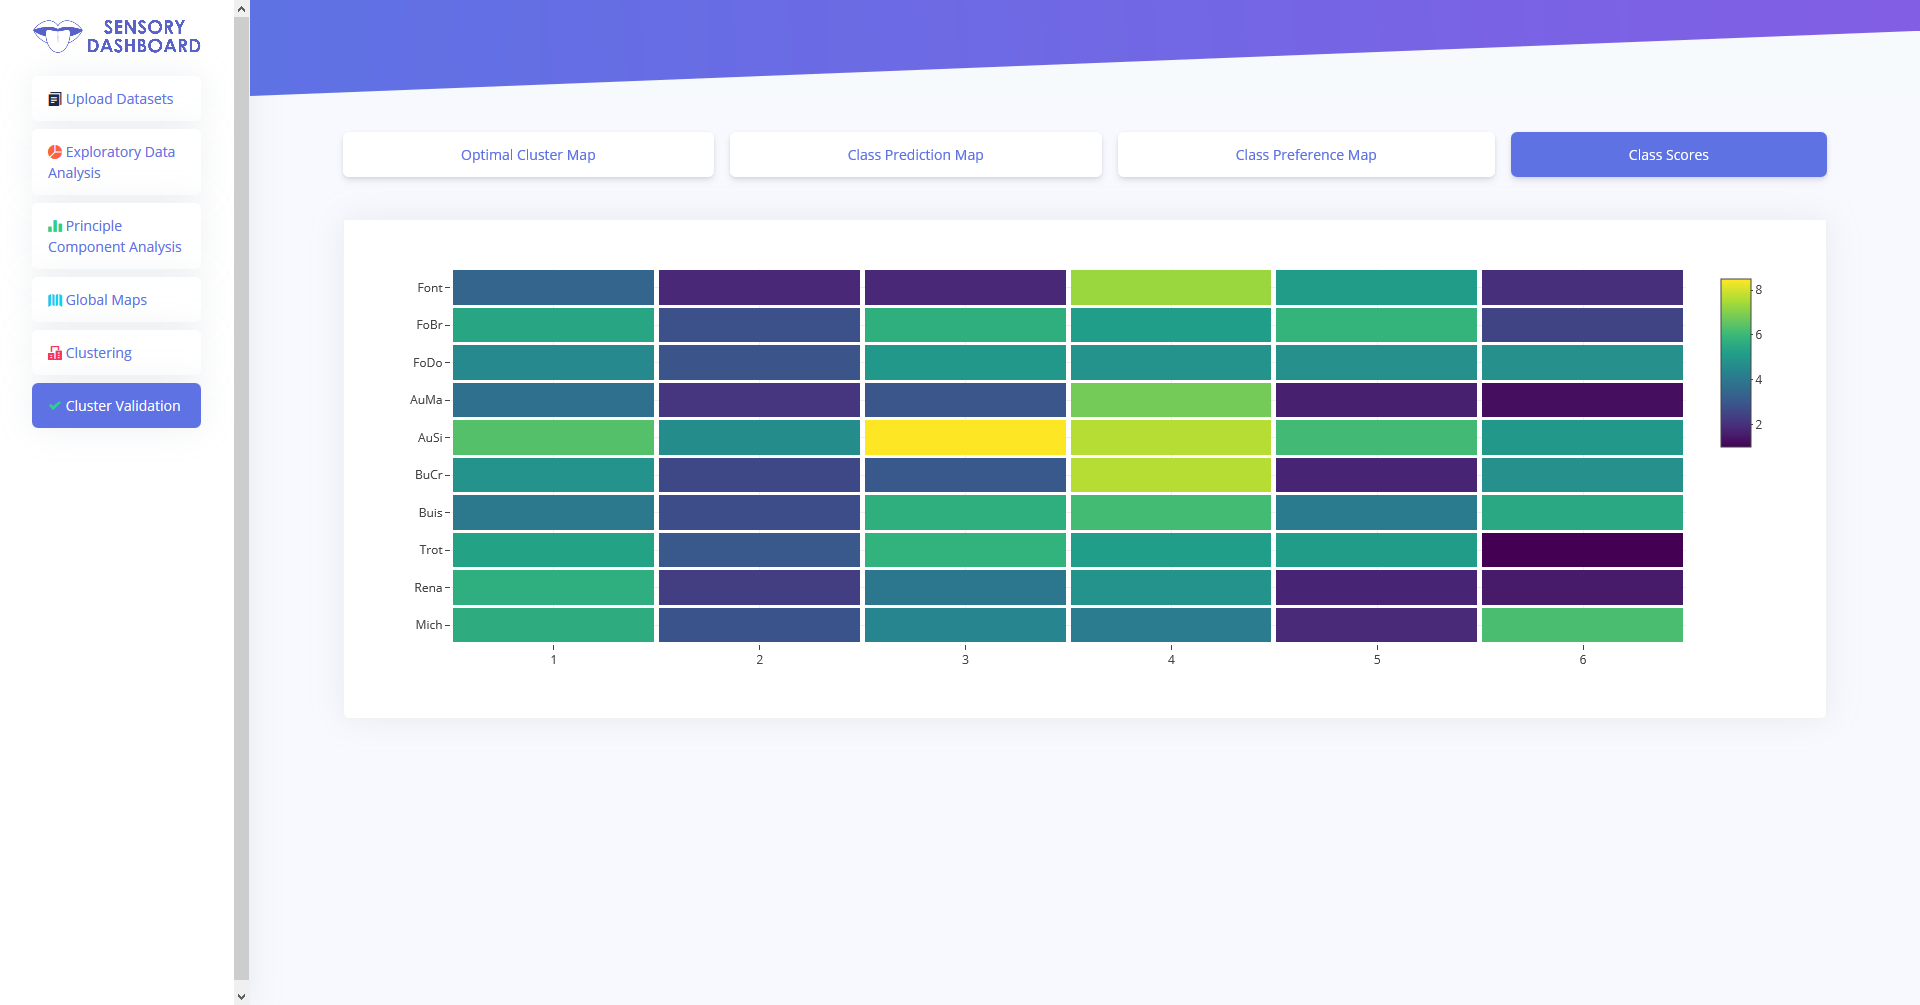 SENSORY
DASHBOARD
Upload Datasets
Exploratory Data
Analysis
Principle
Component Analysis
Global Maps
Clustering
Cluster Validation
Optimal Cluster Map
Class Prediction Map
Class Preference Map
Class Scores
Font
FoBr
FoDo
AuMa
AuSi
BuCr
Buis
Trot
Rena
Mich
1 2 3 4 5 6
8
6
4
2